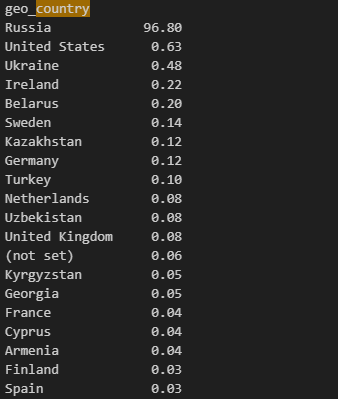 geo_country
Russia 96.80
United States 0.63
Ukraine 0.48
Ireland 0.22
Belarus 0.20
Sweden 0.14
Kazakhstan 0.12
Germany 0.12
Turkey 0.10
Netherlands 0.08
Uzbekistan 0.08
United Kingdom 0.08
(not set) 0.06
Kyrgyzstan 0.05
Georgia 0.05
France 0.04
Cyprus 0.04
Armenia 0.04
Finland 0.03
Spain 0.03